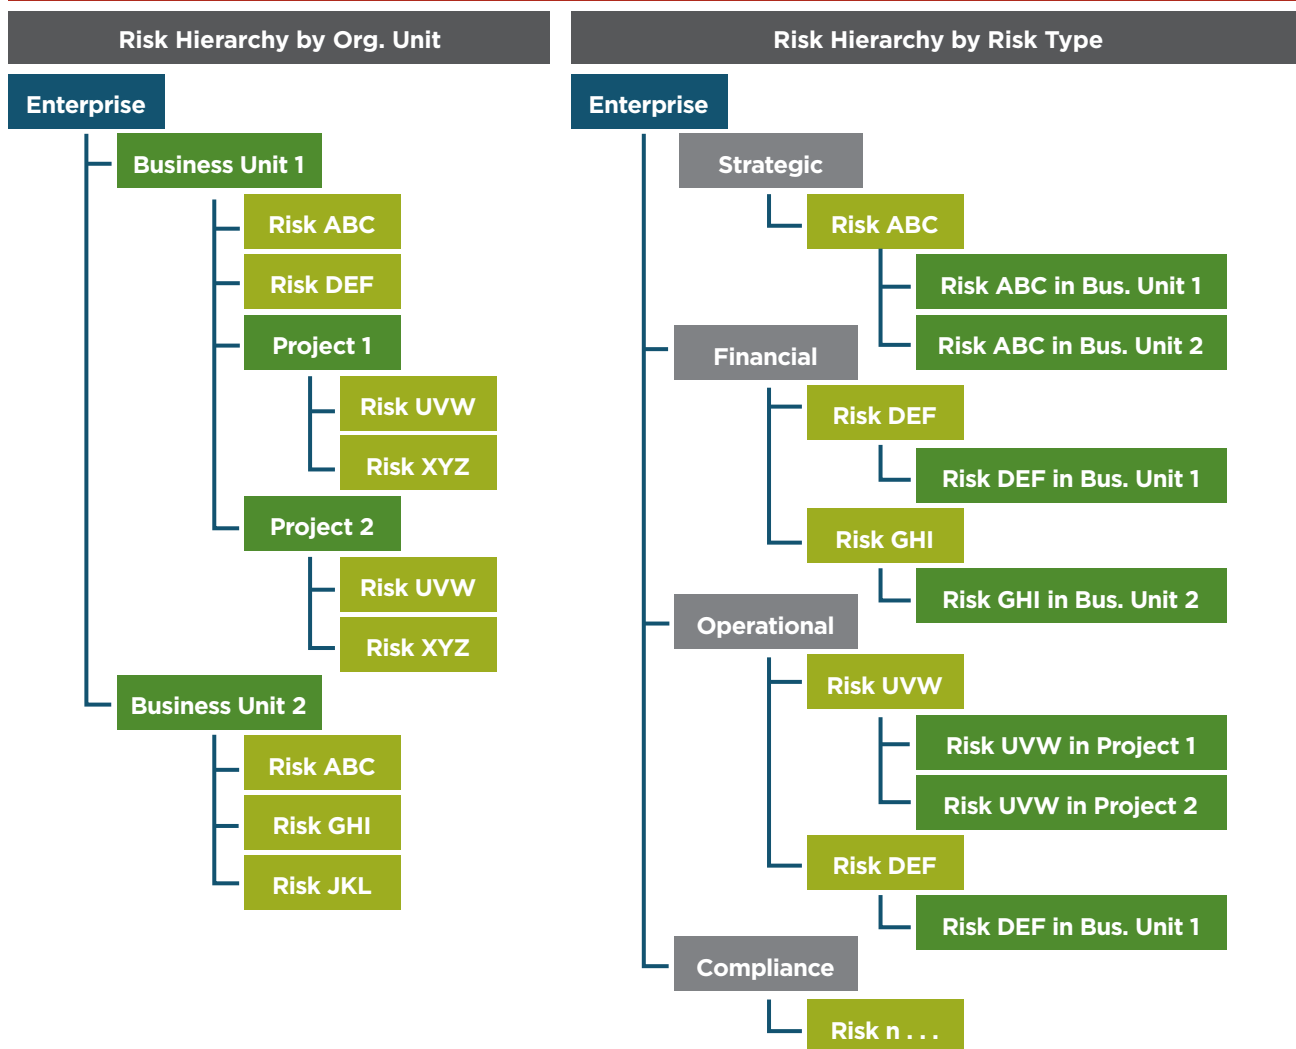 Risk Hierarchy by Org. Unit
Enterprise
Business Unit 1
Risk ABC
Risk DEF
Project 1
Risk UVW
Risk XYZ
Project 2
Risk UVW
Risk XYZ
Business Unit 2
Risk ABC
Risk GHI
Risk JKL
Risk Hierarchy by Risk Type
Enterprise
Strategic
Risk ABC
Risk ABC in Bus. Unit 1
Risk ABC in Bus. Unit 2
Financial
Risk DEF
Risk DEF in Bus. Unit 1
Risk GHI
Risk GHI in Bus. Unit 2
Operational
Risk UVW
Risk UVW in Project 1
Risk UVW in Project 2
Risk DEF
Risk DEF in Bus. Unit 1
Compliance
Risk n . . .